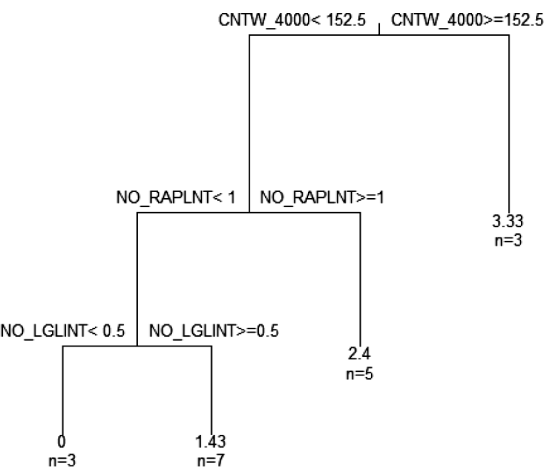 CNTW_4000< 152.5 CNTW_4000>=152.5
NO_RAPLNT< 1 NO_RAPLNT>=1
3.33
n=3
NO_LGLINT< 0.5 NO_LGLINT>=0.5
2.4
n=5
0
n=3
1.43
n=7